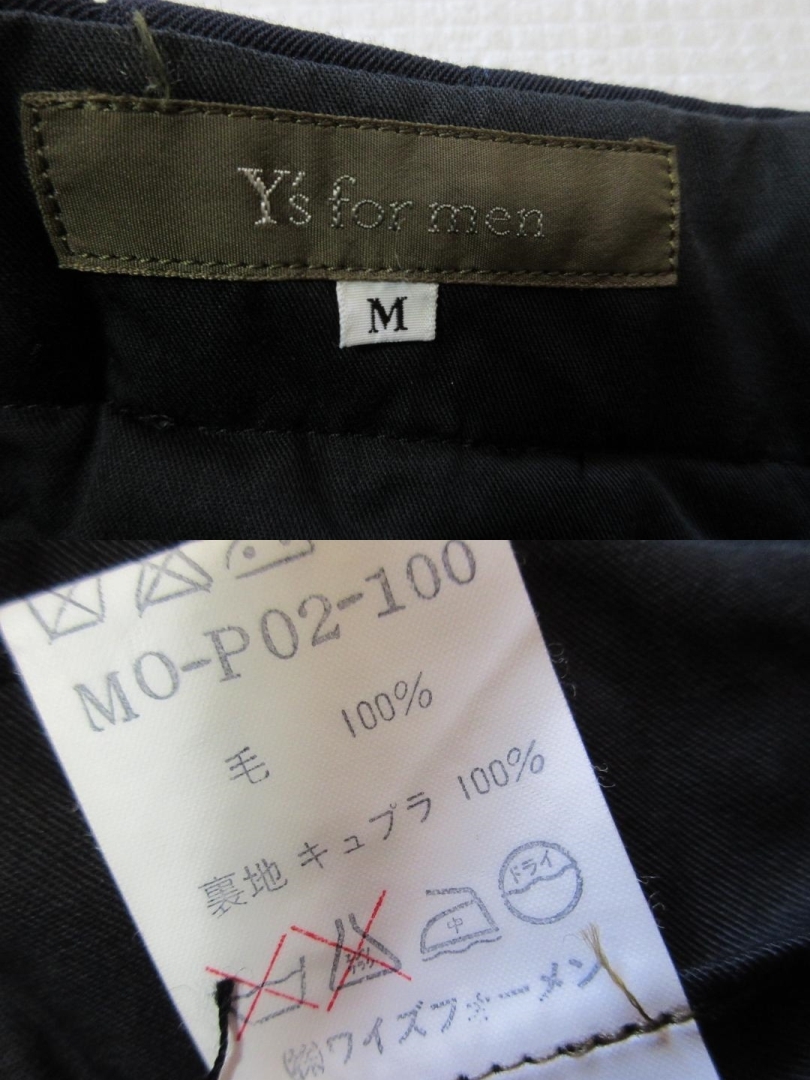 Y's for men
M
MO-P02-100
毛 100%
裏地 キュプラ 100%
中 ドライ
㈱ワイズフォーメン